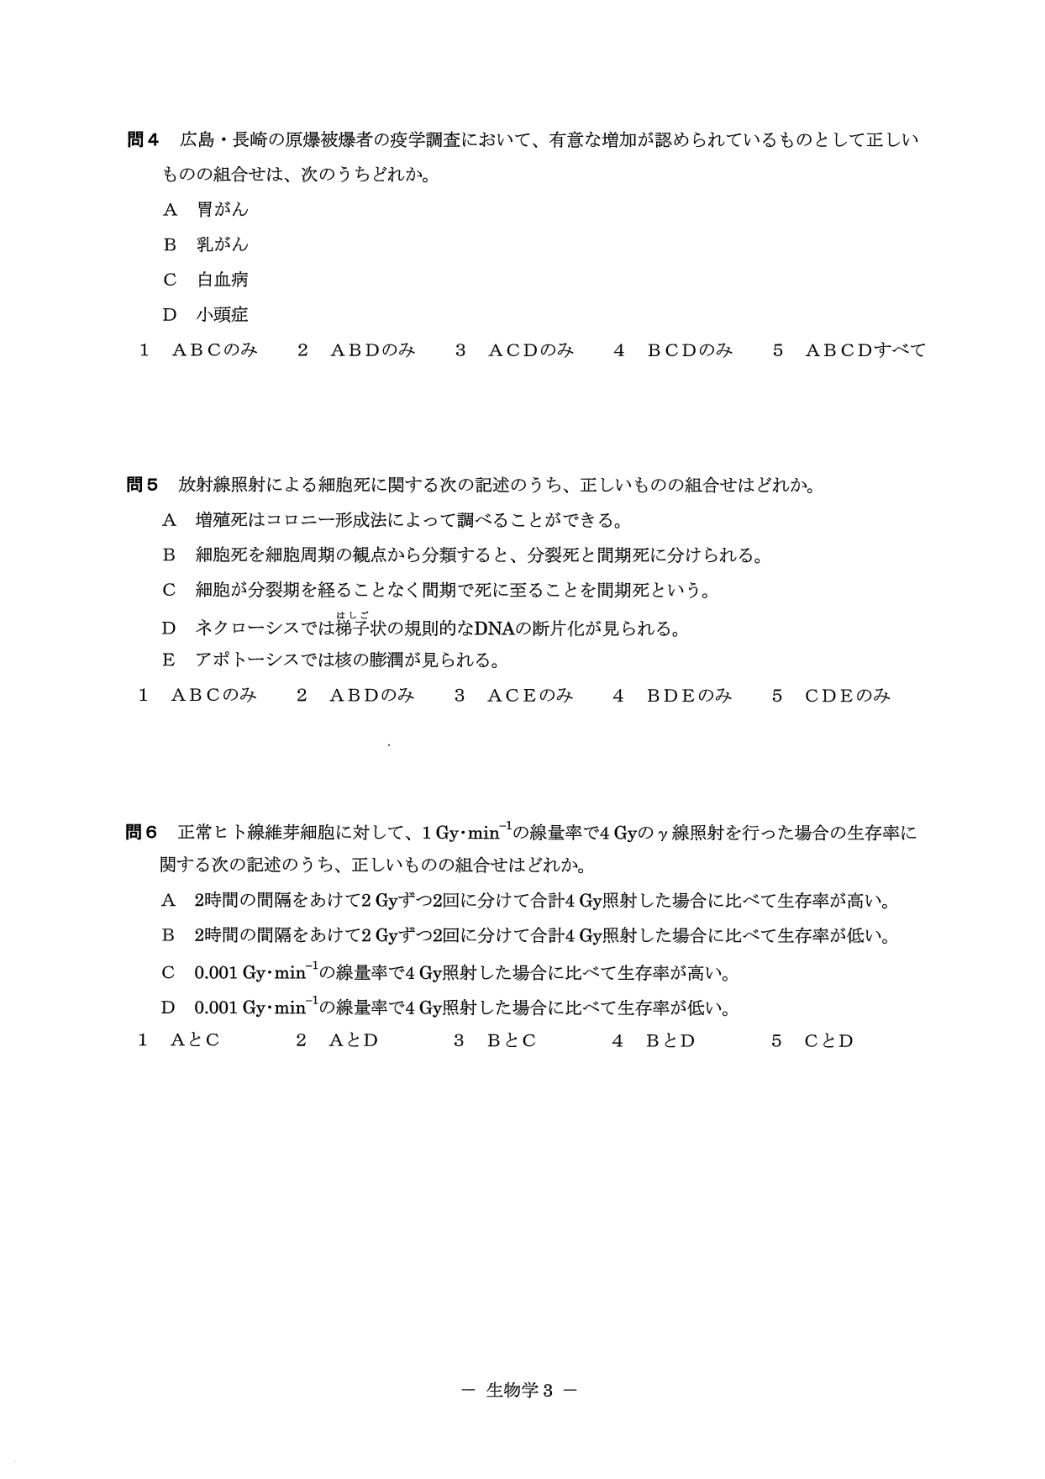 問4　広島・長崎の原爆被爆者の疫学調査において、有意な増加が認められているものとして正しい
ものの組合せは、次のうちどれか。
A　胃がん
B　乳がん
C　白血病
D　小頭症
1　ABCのみ　　2　ABDのみ　　3　ACDのみ　　4　BCDのみ　　5　ABCDすべて
問5　放射線照射による細胞死に関する次の記述のうち、正しいものの組合せはどれか。
A　増殖死はコロニー形成法によって調べることができる。
B　細胞死を細胞周期の観点から分類すると、分裂死と間期死に分けられる。
C　細胞が分裂期を経ることなく間期で死に至ることを間期死という。
はしご
D　ネクローシスでは梯子状の規則的なDNAの断片化が見られる。
E　アポトーシスでは核の膨潤が見られる。
1　ABCのみ　　2　ABDのみ　　3　ACEのみ　　4　BDEのみ　　5　CDEのみ
問6　正常ヒト線維芽細胞に対して、1 Gy･min⁻¹の線量率で4 Gyのγ線照射を行った場合の生存率に
関する次の記述のうち、正しいものの組合せはどれか。
A　2時間の間隔をあけて2 Gyずつ2回に分けて合計4 Gy照射した場合に比べて生存率が高い。
B　2時間の間隔をあけて2 Gyずつ2回に分けて合計4 Gy照射した場合に比べて生存率が低い。
C　0.001 Gy･min⁻¹の線量率で4 Gy照射した場合に比べて生存率が高い。
D　0.001 Gy･min⁻¹の線量率で4 Gy照射した場合に比べて生存率が低い。
1　AとC　　2　AとD　　3　BとC　　4　BとD　　5　CとD
－ 生物学3 －